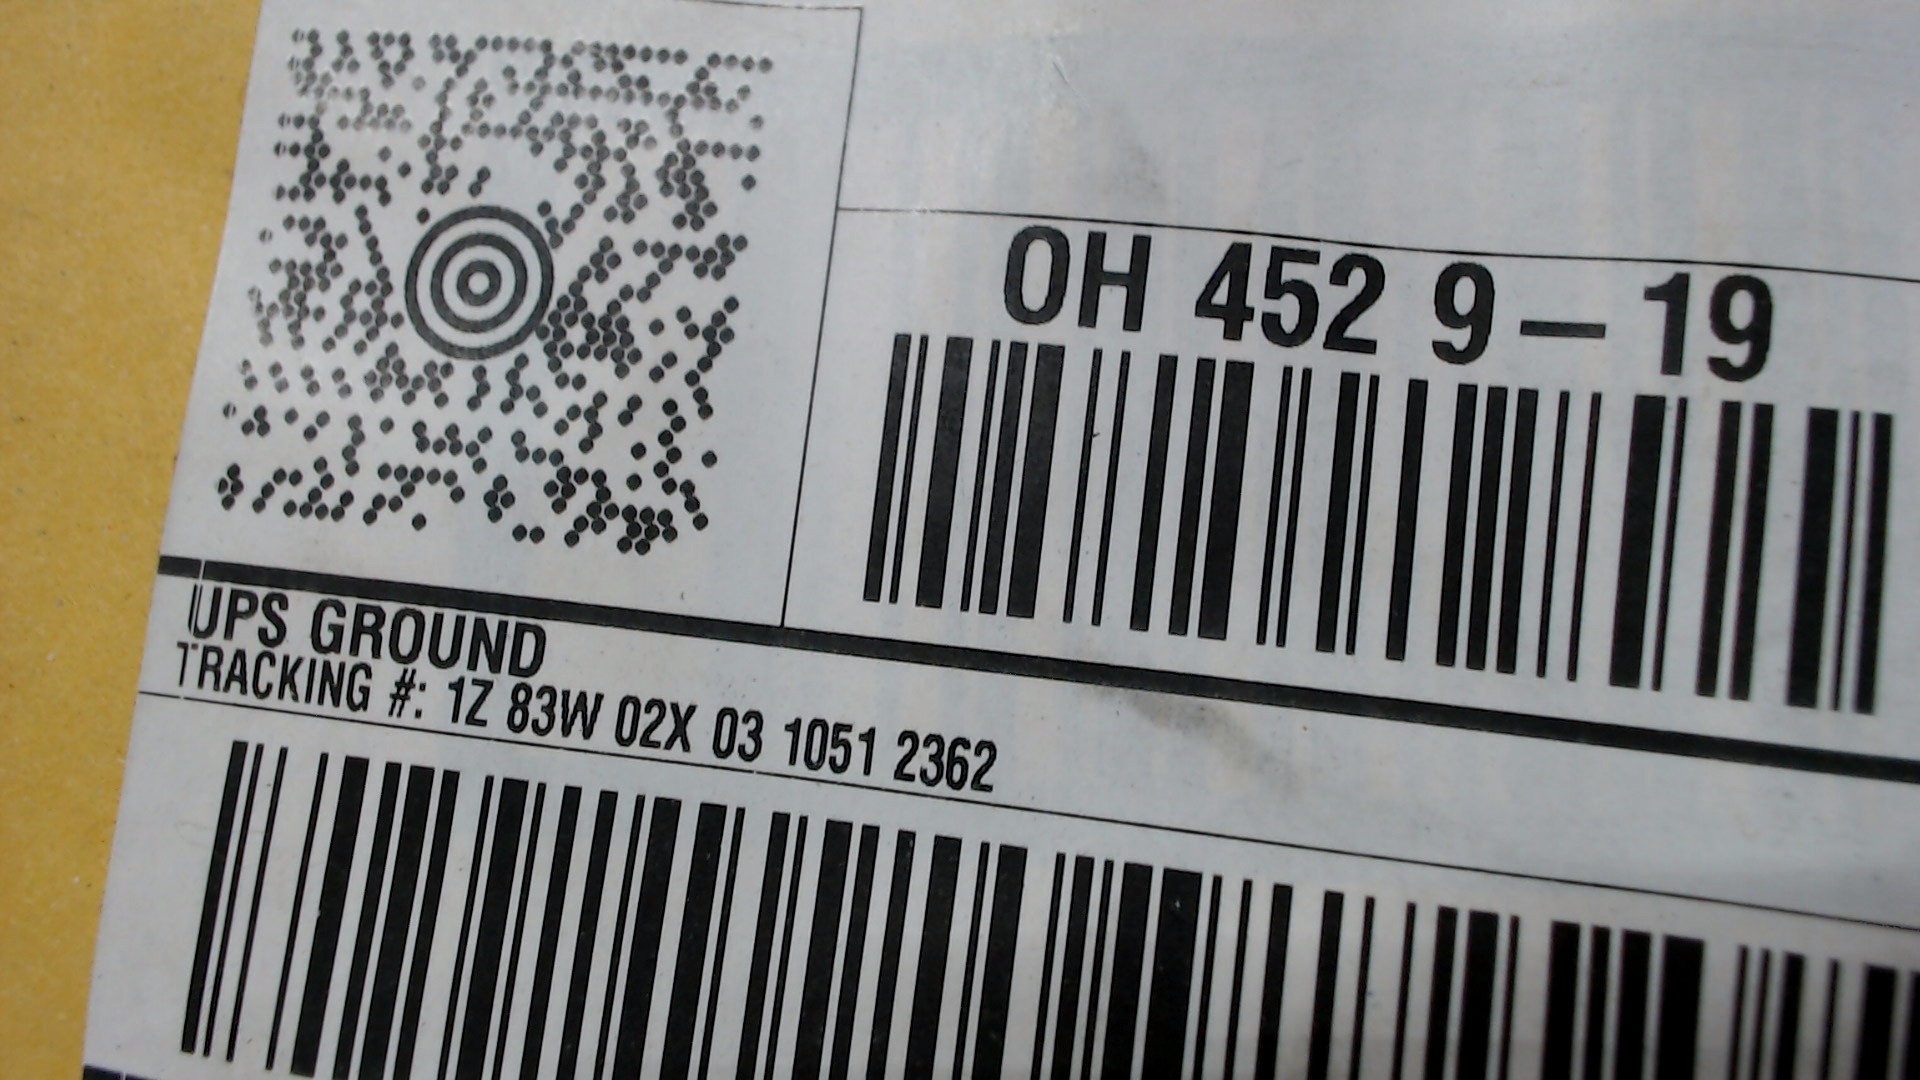 OH 452 9 – 19
UPS GROUND
TRACKING #: 1Z 83W 02X 03 1051 2362